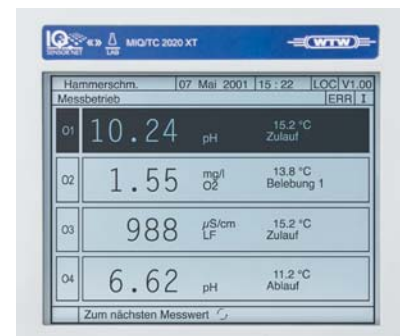 IQ «» LAB MIQ/TC 2020 XT WTW
SENSOR NET
Hammerschm. 07 Mai 2001 15:22 LOC V1.00
Messbetrieb ERR I
01 10.24 pH 15.2 °C Zulauf
02 1.55 mg/l O2 13.8 °C Belebung 1
03 988 µS/cm LF 15.2 °C Zulauf
04 6.62 pH 11.2 °C Ablauf
Zum nächsten Messwert